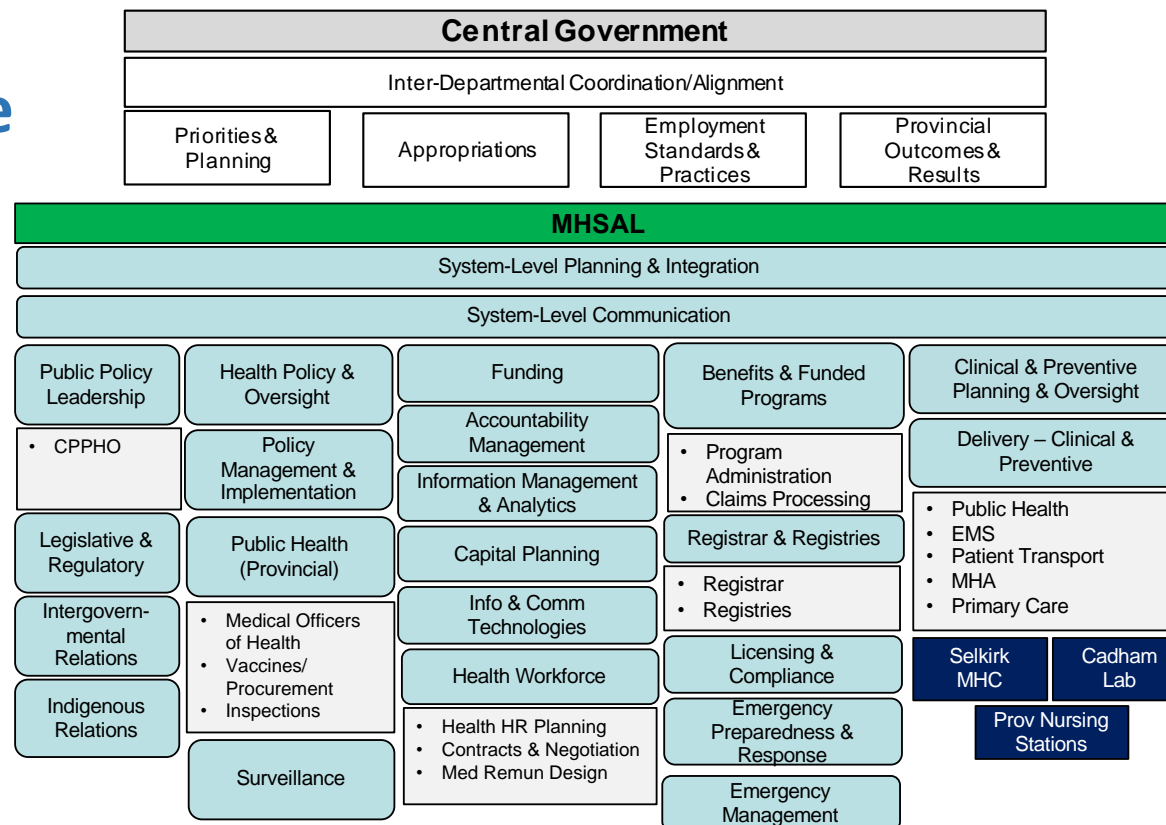 e
Central Government
Inter-Departmental Coordination/Alignment
Priorities &
Planning
Appropriations
Employment
Standards &
Practices
Provincial
Outcomes &
Results
MHSAL
System-Level Planning & Integration
System-Level Communication
Public Policy
Leadership
• CPPHO
Legislative &
Regulatory
Intergovern-
mental
Relations
Indigenous
Relations
Health Policy &
Oversight
Policy
Management &
Implementation
Public Health
(Provincial)
• Medical Officers
of Health
• Vaccines/
Procurement
• Inspections
Surveillance
Funding
Accountability
Management
Information Management
& Analytics
Capital Planning
Info & Comm
Technologies
Health Workforce
• Health HR Planning
• Contracts & Negotiation
• Med Remun Design
Benefits & Funded
Programs
• Program
Administration
• Claims Processing
Registrar & Registries
• Registrar
• Registries
Licensing &
Compliance
Emergency
Preparedness &
Response
Emergency
Management
Clinical & Preventive
Planning & Oversight
Delivery – Clinical &
Preventive
• Public Health
• EMS
• Patient Transport
• MHA
• Primary Care
Selkirk
MHC
Cadham
Lab
Prov Nursing
Stations